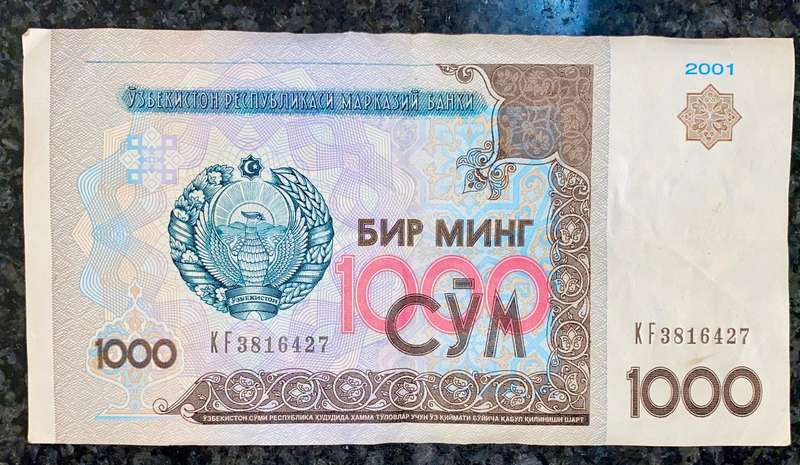 2001
ЎЗБЕКИСТОН РЕСПУБЛИКАСИ МАРКАЗИЙ БАНКИ
БИР МИНГ
1000
СЎМ
ЎЗБЕКИСТОН
KF3816427
KF3816427
1000
1000
ЎЗБЕКИСТОН СЎМИ РЕСПУБЛИКА ҲУДУДИДА ҲАММА ТЎЛОВЛАР УЧУН ЎЗ ҚИЙМАТИ БЎЙИЧА ҚАБУЛ ҚИЛИНИШИ ШАРТ